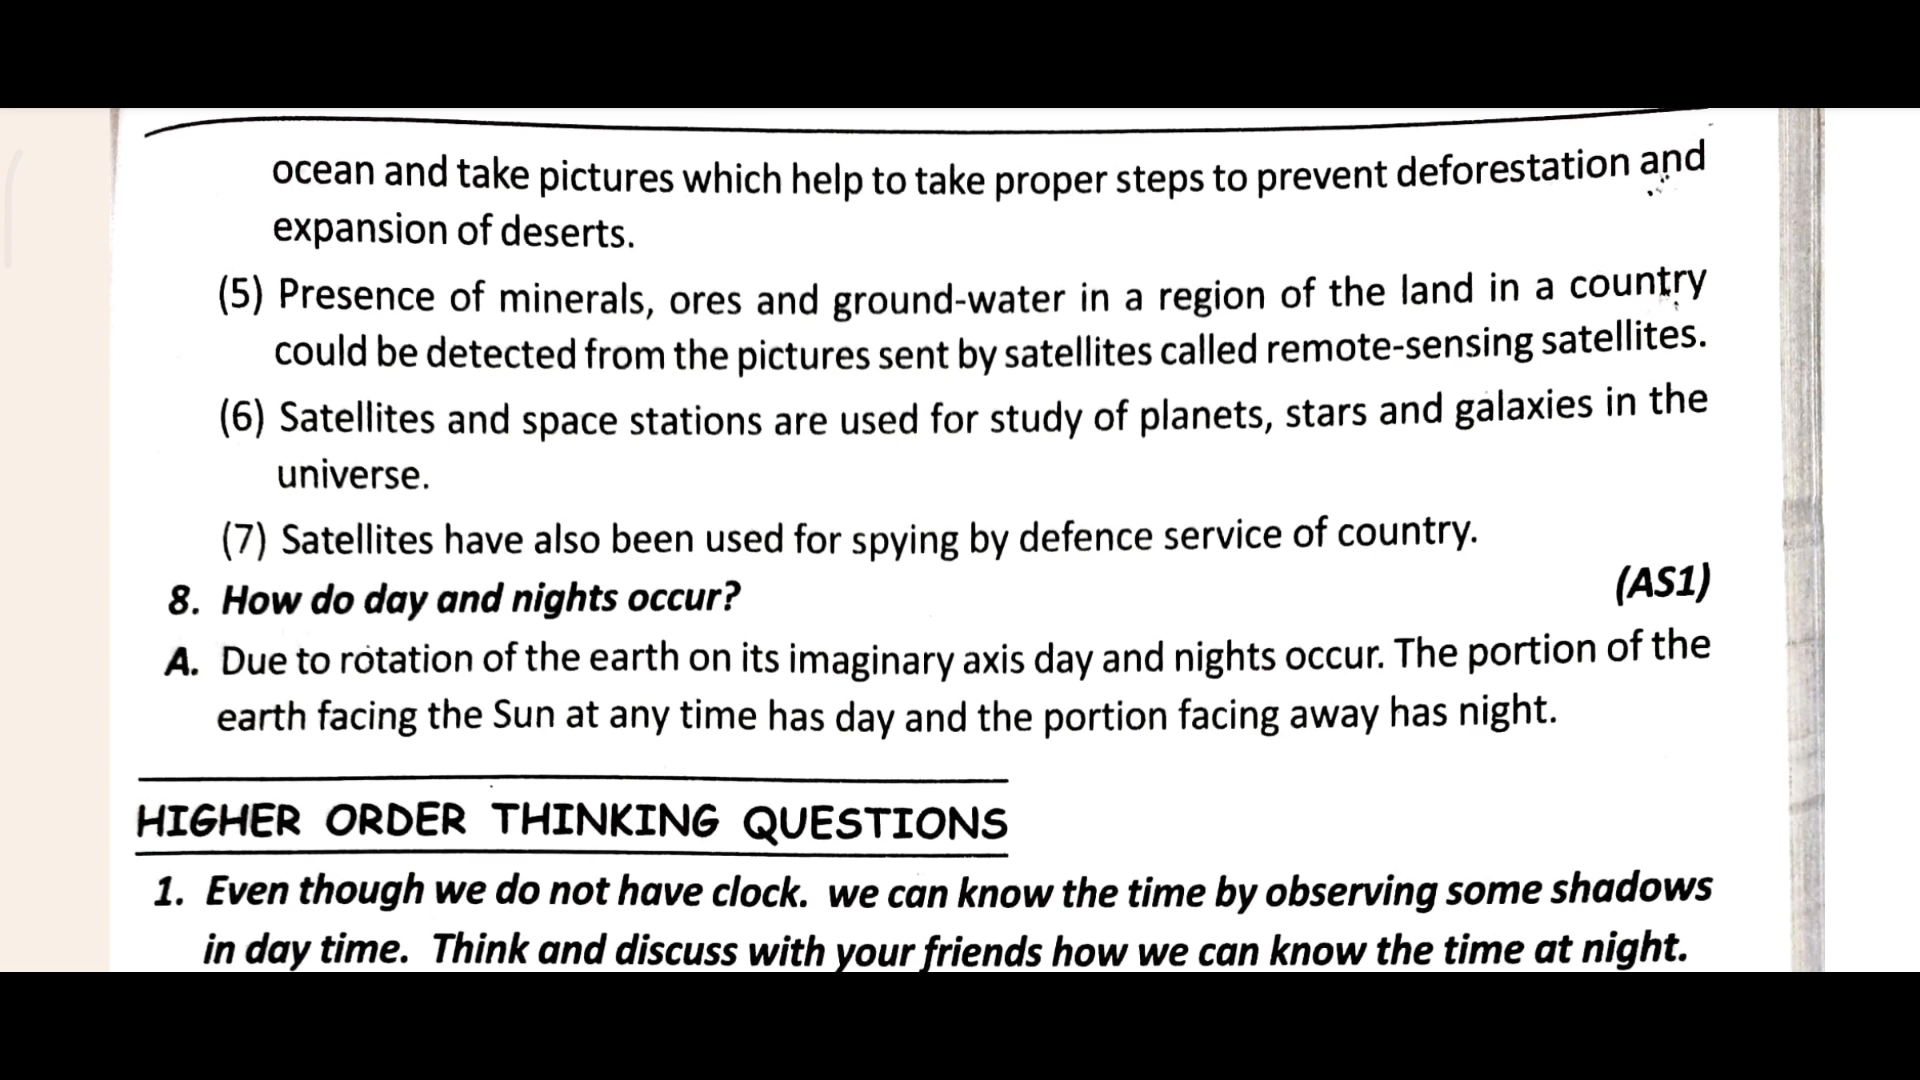 ocean and take pictures which help to take proper steps to prevent deforestation and
expansion of deserts.
(5) Presence of minerals, ores and ground-water in a region of the land in a country
could be detected from the pictures sent by satellites called remote-sensing satellites.
(6) Satellites and space stations are used for study of planets, stars and galaxies in the
universe.
(7) Satellites have also been used for spying by defence service of country.
8. How do day and nights occur? (AS1)
A. Due to rotation of the earth on its imaginary axis day and nights occur. The portion of the
earth facing the Sun at any time has day and the portion facing away has night.
HIGHER ORDER THINKING QUESTIONS
1. Even though we do not have clock. we can know the time by observing some shadows
in day time. Think and discuss with your friends how we can know the time at night.